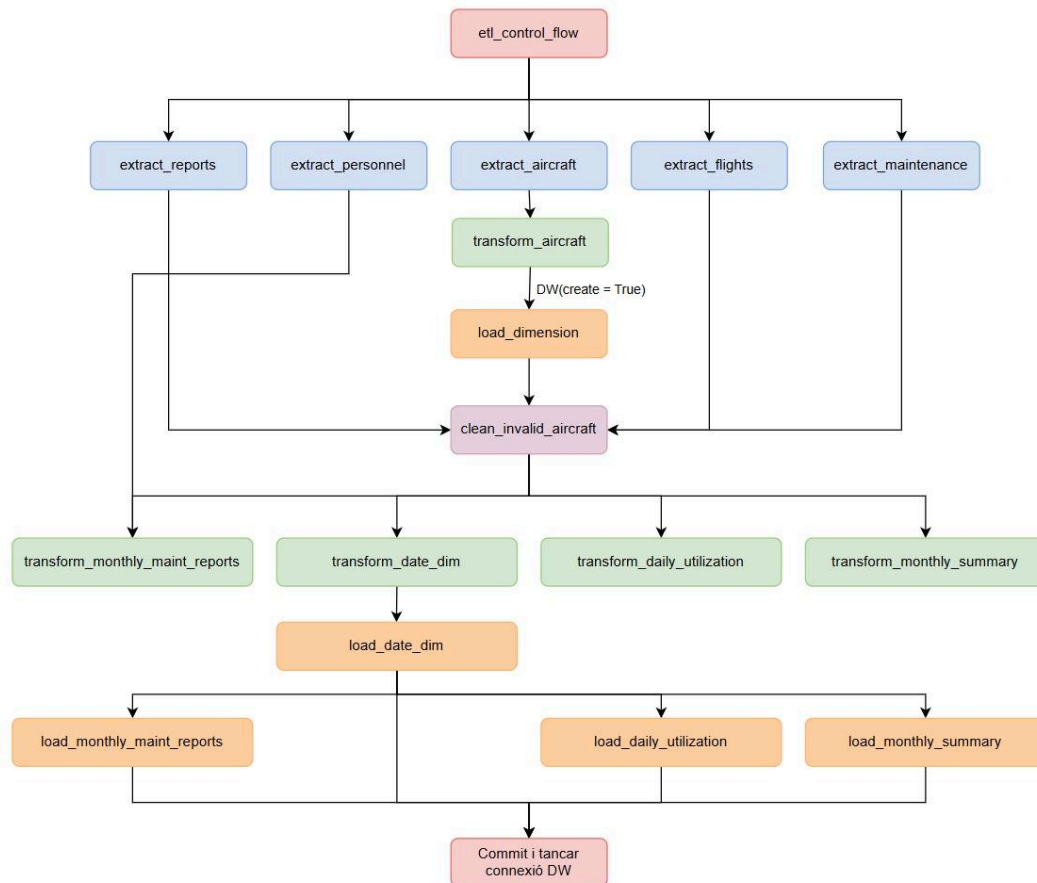 etl_control_flow
extract_reports
extract_personnel
extract_aircraft
extract_flights
extract_maintenance
transform_aircraft
DW(create = True)
load_dimension
clean_invalid_aircraft
transform_monthly_maint_reports
transform_date_dim
transform_daily_utilization
transform_monthly_summary
load_date_dim
load_monthly_maint_reports
load_daily_utilization
load_monthly_summary
Commit i tancar
connexió DW